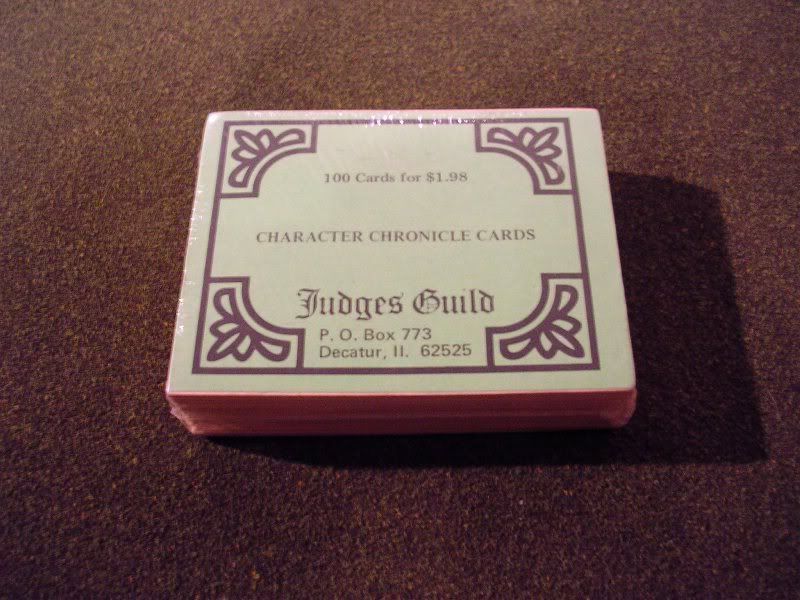 100 Cards for $1.98
CHARACTER CHRONICLE CARDS
Judges Guild
P. O. Box 773
Decatur, Il. 62525